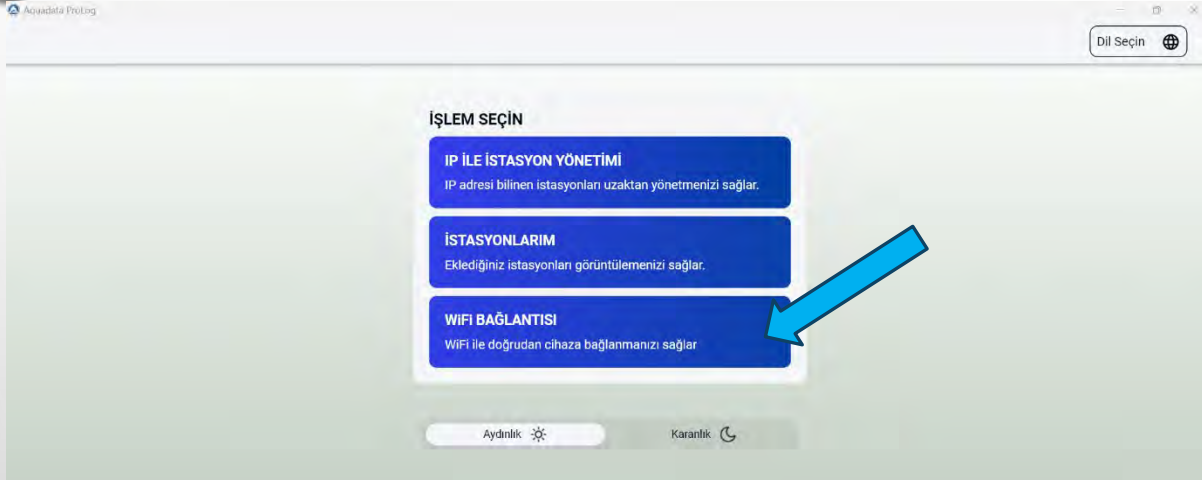 Aquadata ProLog
Dil Seçin
İŞLEM SEÇİN
IP İLE İSTASYON YÖNETİMİ
IP adresi bilinen istasyonları uzaktan yönetmenizi sağlar.
İSTASYONLARIM
Eklediğiniz istasyonları görüntülemenizi sağlar.
WiFi BAĞLANTISI
WiFi ile doğrudan cihaza bağlanmanızı sağlar
Aydınlık
Karanlık